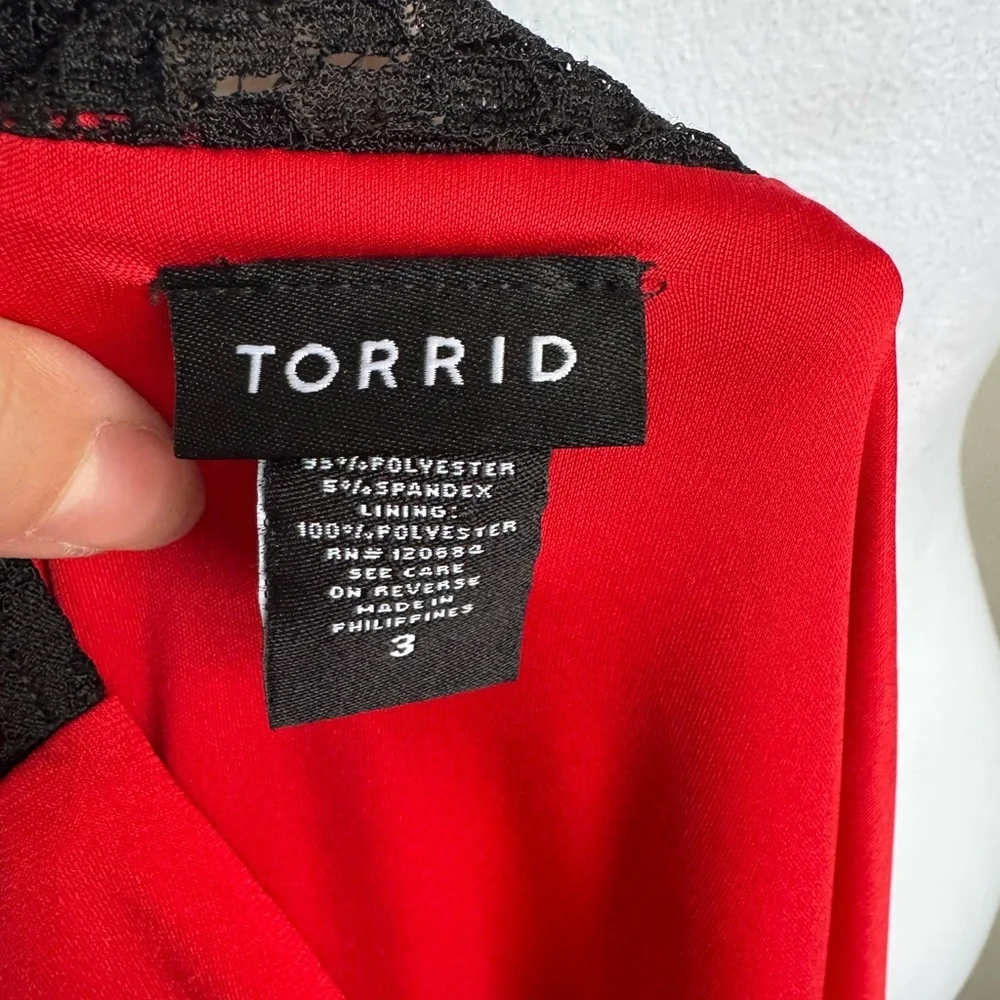 TORRID
95%POLYESTER
5%SPANDEX
LINING:
100%POLYESTER
RN# 120684
SEE CARE
ON REVERSE
MADE IN
PHILIPPINES
3